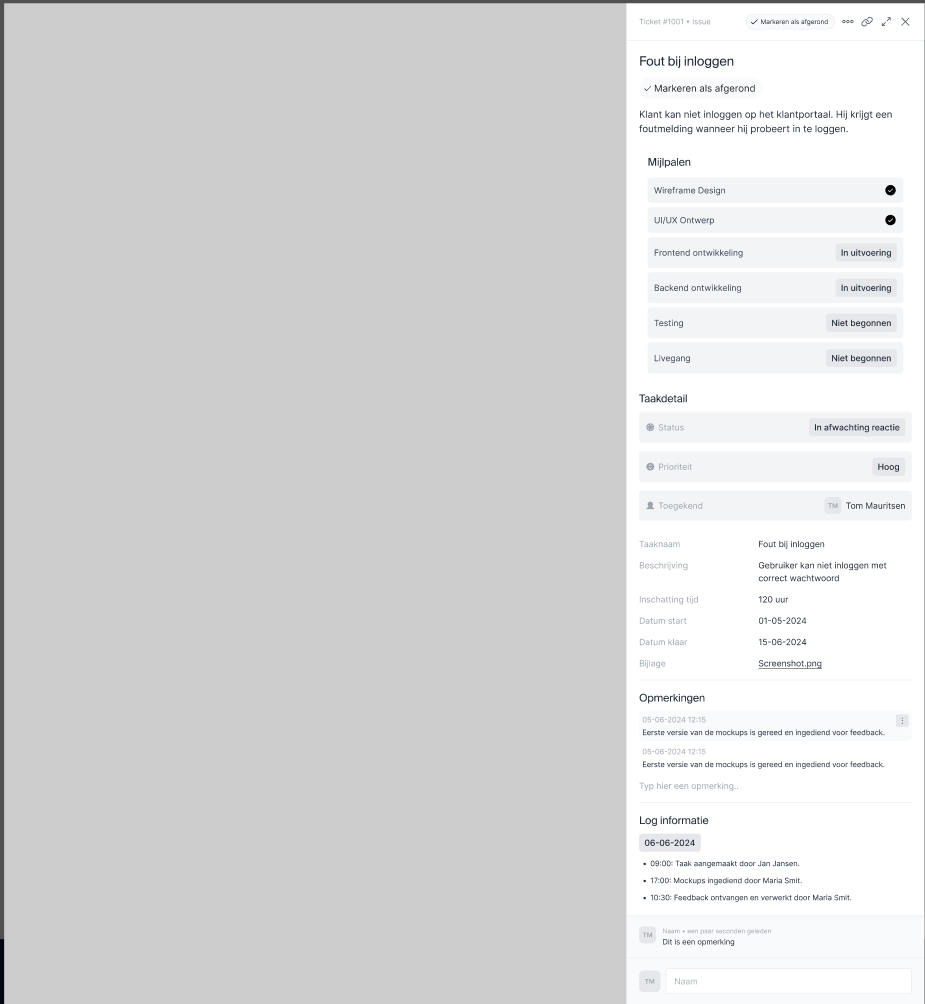 Ticket #1001 • Issue
Markeren als afgerond
Fout bij inloggen
Markeren als afgerond
Klant kan niet inloggen op het klantportaal. Hij krijgt een
foutmelding wanneer hij probeert in te loggen.
Mijlpalen
Wireframe Design
UI/UX Ontwerp
Frontend ontwikkeling In uitvoering
Backend ontwikkeling In uitvoering
Testing Niet begonnen
Livegang Niet begonnen
Taakdetail
Status In afwachting reactie
Prioriteit Hoog
Toegekend TM Tom Mauritsen
Taaknaam Fout bij inloggen
Beschrijving Gebruiker kan niet inloggen met
correct wachtwoord
Inschatting tijd 120 uur
Datum start 01-05-2024
Datum klaar 15-06-2024
Bijlage Screenshot.png
Opmerkingen
05-06-2024 12:15
Eerste versie van de mockups is gereed en ingediend voor feedback.
05-06-2024 12:15
Eerste versie van de mockups is gereed en ingediend voor feedback.
Typ hier een opmerking..
Log informatie
06-06-2024
• 09:00: Taak aangemaakt door Jan Jansen.
• 17:00: Mockups ingediend door Maria Smit.
• 10:30: Feedback ontvangen en verwerkt door Maria Smit.
TM Naam • een paar seconden geleden
Dit is een opmerking
TM Naam